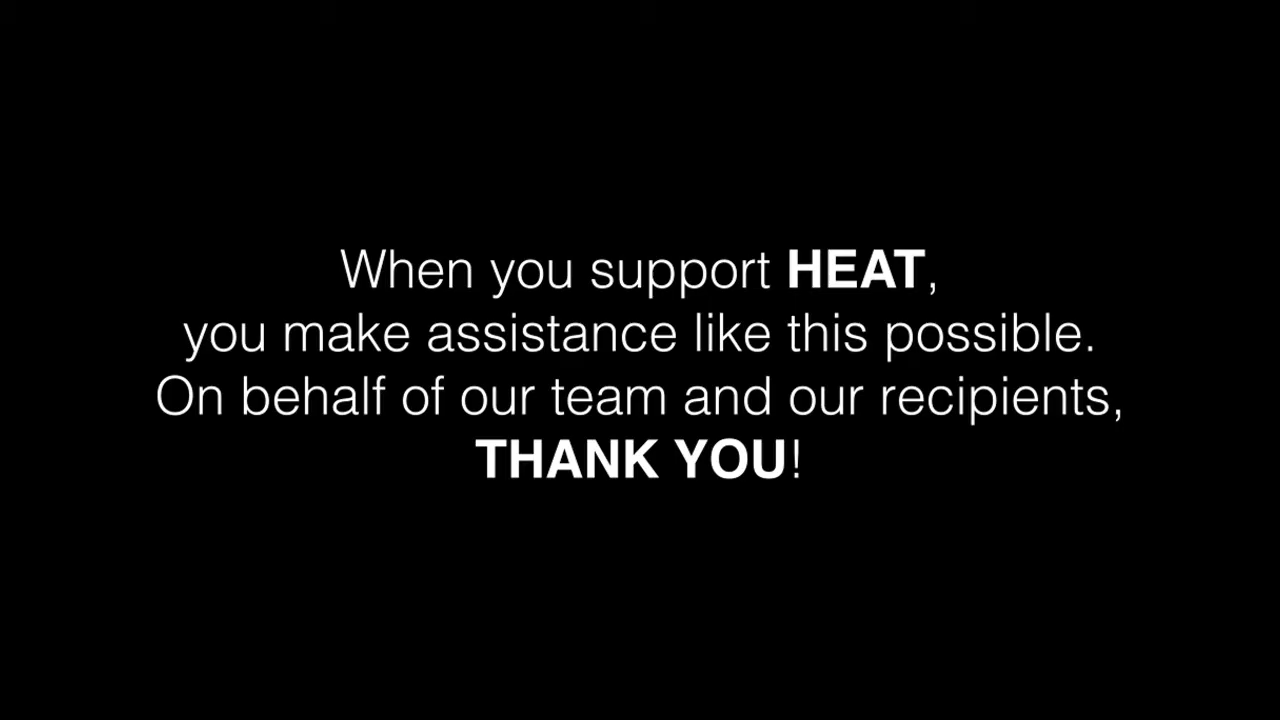 When you support HEAT,
you make assistance like this possible.
On behalf of our team and our recipients,
THANK YOU!